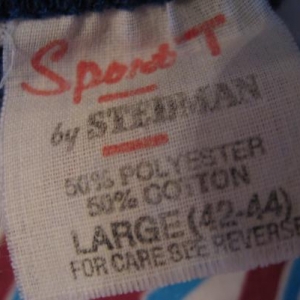 Sport T
by STEDMAN
50% POLYESTER
50% COTTON
LARGE (42-44)
FOR CARE SEE REVERSE